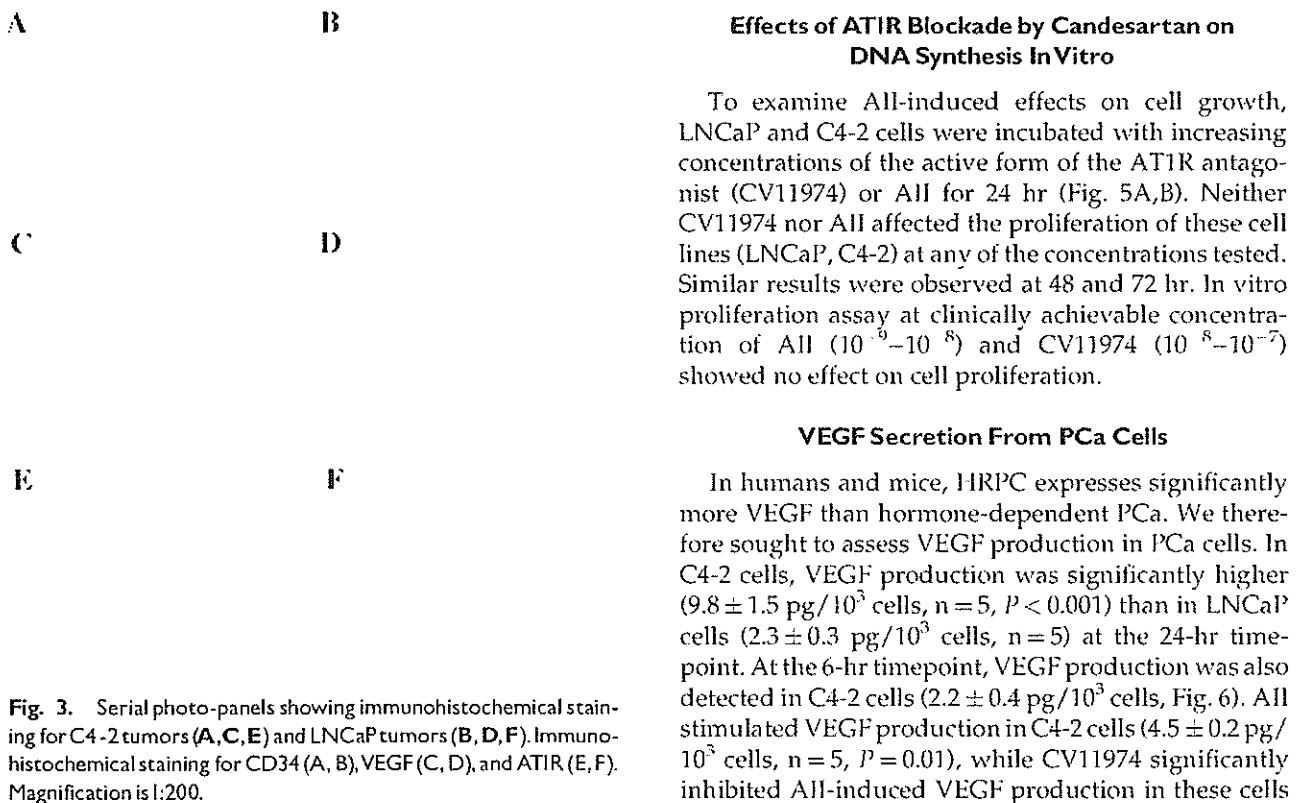 A B
C D
E F
Fig. 3. Serial photo-panels showing immunohistochemical stain-
ing for C4-2 tumors (A,C,E) and LNCaP tumors (B, D, F). Immuno-
histochemical staining for CD34 (A, B), VEGF (C, D), and AT1R (E, F).
Magnification is 1:200.
Effects of AT1R Blockade by Candesartan on
DNA Synthesis In Vitro
To examine AII-induced effects on cell growth,
LNCaP and C4-2 cells were incubated with increasing
concentrations of the active form of the AT1R antago-
nist (CV11974) or AII for 24 hr (Fig. 5A,B). Neither
CV11974 nor AII affected the proliferation of these cell
lines (LNCaP, C4-2) at any of the concentrations tested.
Similar results were observed at 48 and 72 hr. In vitro
proliferation assay at clinically achievable concentra-
tion of AII (10⁻⁹–10⁻⁸) and CV11974 (10⁻⁸–10⁻⁷)
showed no effect on cell proliferation.
VEGF Secretion From PCa Cells
In humans and mice, HRPC expresses significantly
more VEGF than hormone-dependent PCa. We there-
fore sought to assess VEGF production in PCa cells. In
C4-2 cells, VEGF production was significantly higher
(9.8 ± 1.5 pg/10³ cells, n = 5, P < 0.001) than in LNCaP
cells (2.3 ± 0.3 pg/10³ cells, n = 5) at the 24-hr time-
point. At the 6-hr timepoint, VEGF production was also
detected in C4-2 cells (2.2 ± 0.4 pg/10³ cells, Fig. 6). AII
stimulated VEGF production in C4-2 cells (4.5 ± 0.2 pg/
10³ cells, n = 5, P = 0.01), while CV11974 significantly
inhibited AII-induced VEGF production in these cells